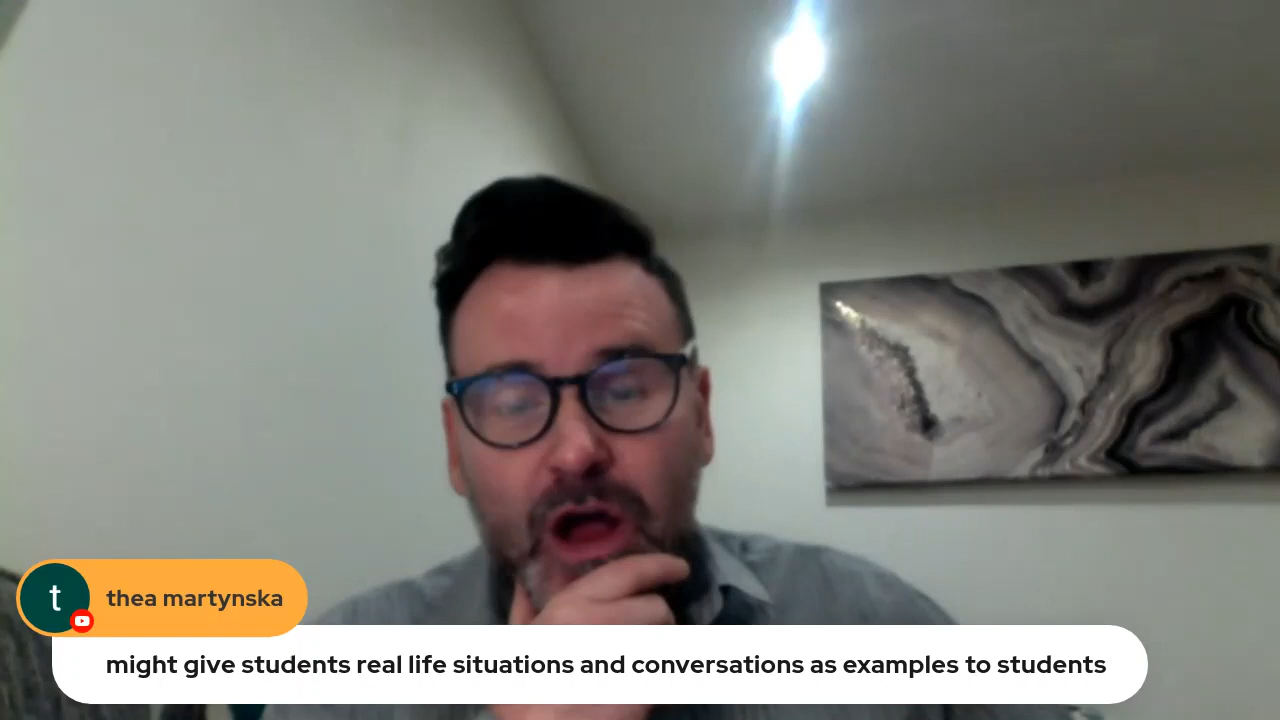 t
thea martynska
might give students real life situations and conversations as examples to students